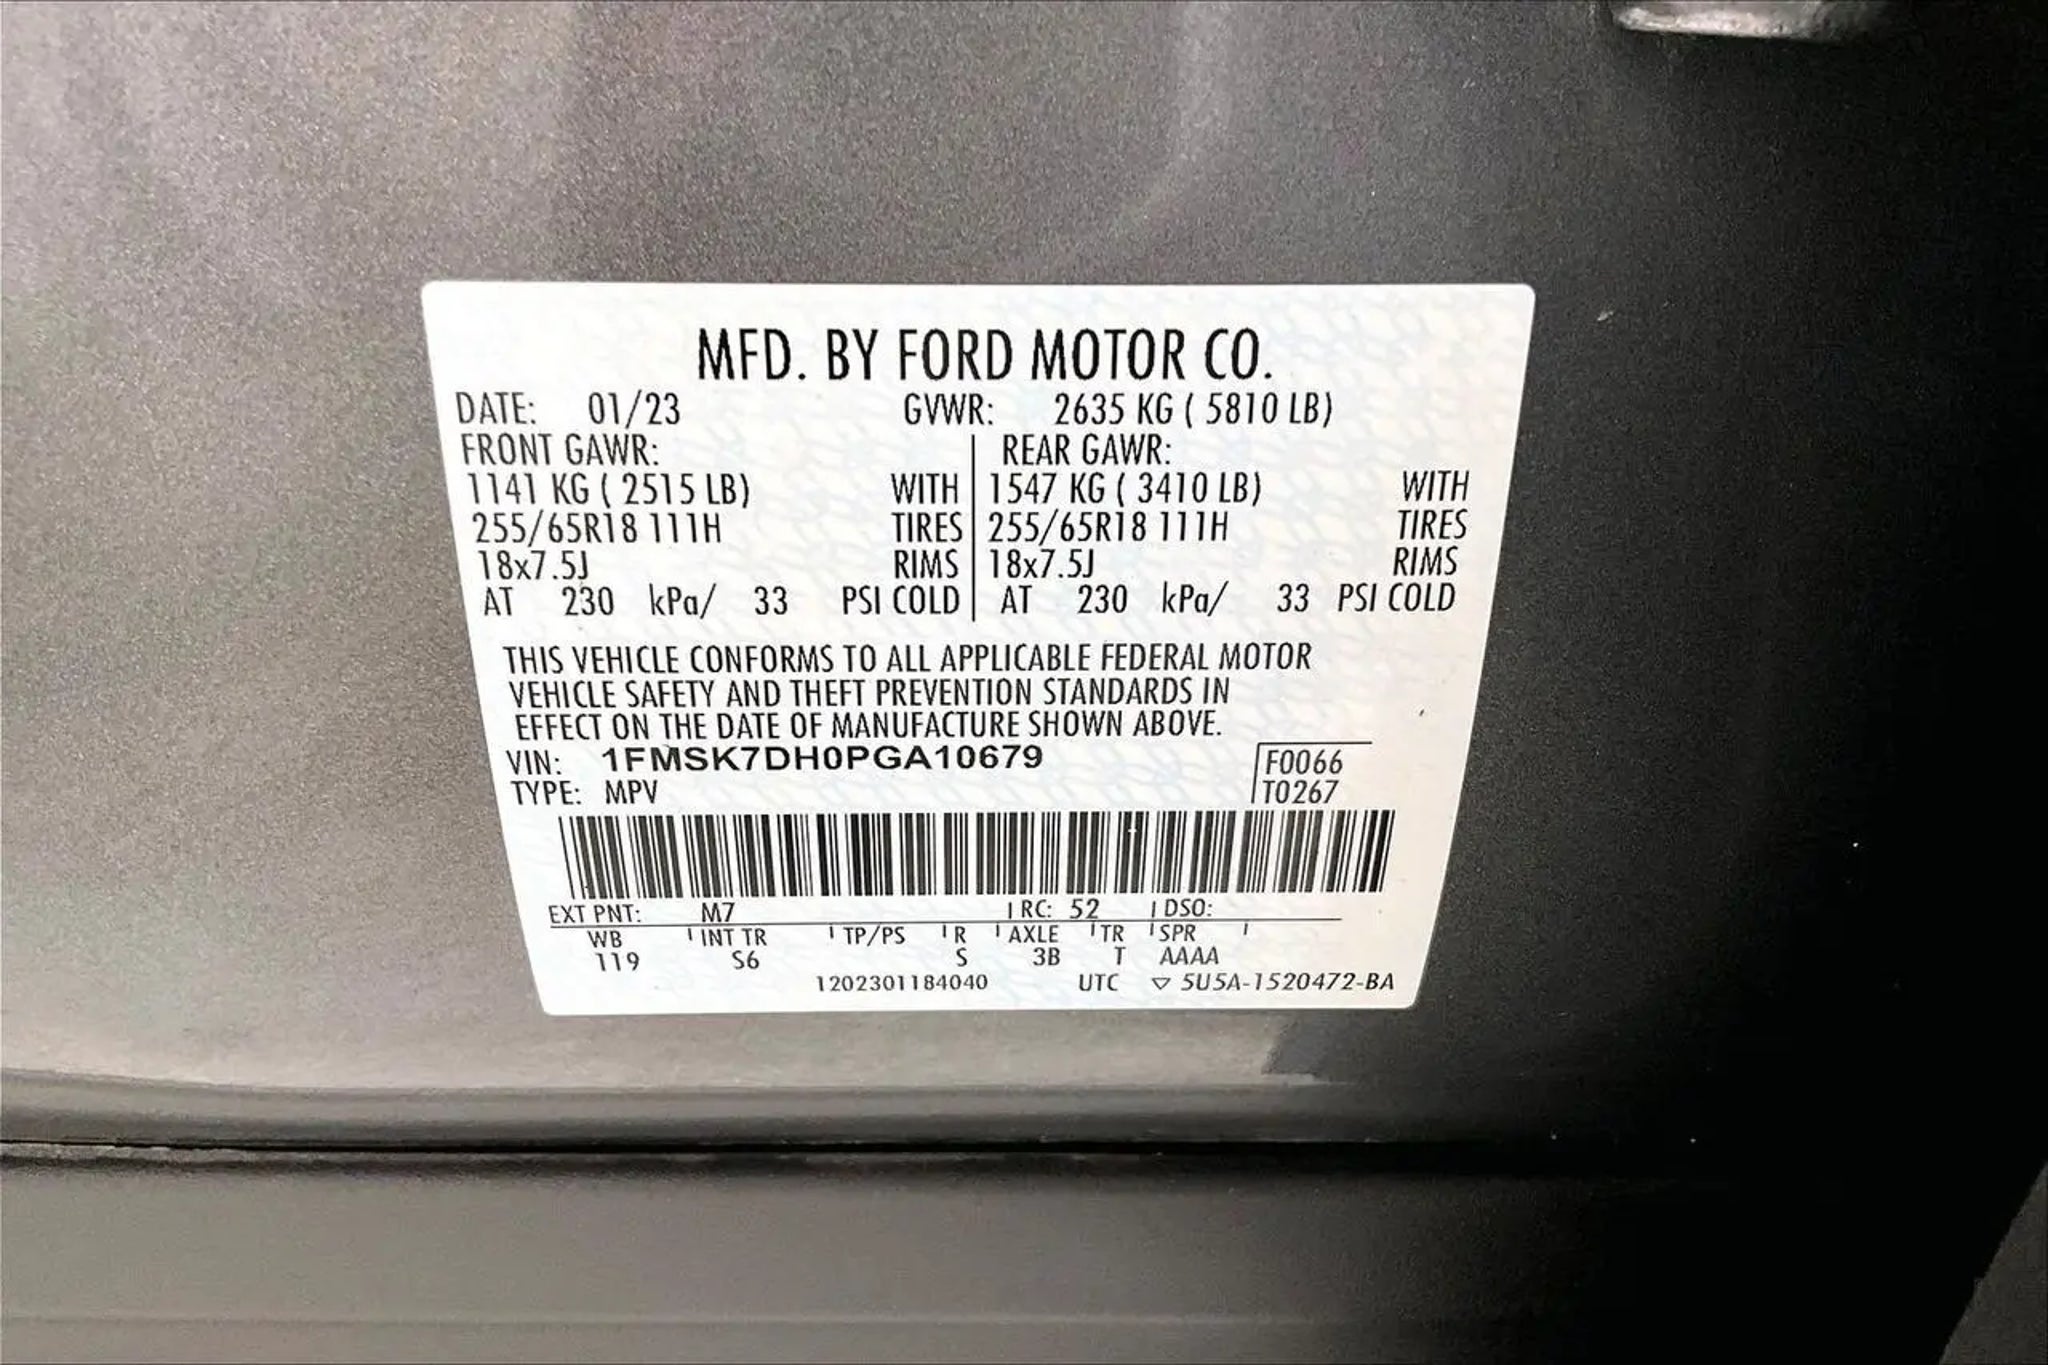 MFD. BY FORD MOTOR CO.
DATE: 01/23 GVWR: 2635 KG ( 5810 LB)
FRONT GAWR: REAR GAWR:
1141 KG ( 2515 LB) WITH 1547 KG ( 3410 LB) WITH
255/65R18 111H TIRES 255/65R18 111H TIRES
18x7.5J RIMS 18x7.5J RIMS
AT 230 kPa/ 33 PSI COLD AT 230 kPa/ 33 PSI COLD
THIS VEHICLE CONFORMS TO ALL APPLICABLE FEDERAL MOTOR
VEHICLE SAFETY AND THEFT PREVENTION STANDARDS IN
EFFECT ON THE DATE OF MANUFACTURE SHOWN ABOVE.
VIN: 1FMSK7DH0PGA10679 F0066
TYPE: MPV T0267
EXT PNT: M7 RC: 52 DSO:
WB INT TR TP/PS R AXLE TR SPR
119 S6 S 3B T AAAA
1202301184040 UTC ▽ 5U5A-1520472-BA